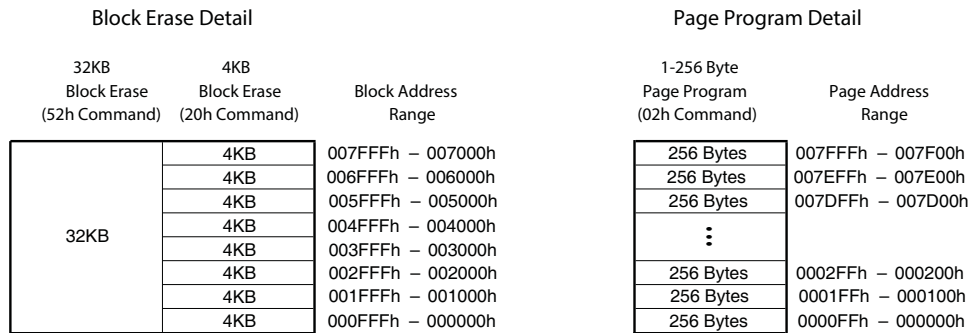 Block Erase Detail
32KB
Block Erase
(52h Command)
4KB
Block Erase
(20h Command)
Block Address
Range
32KB
4KB 007FFFh – 007000h
4KB 006FFFh – 006000h
4KB 005FFFh – 005000h
4KB 004FFFh – 004000h
4KB 003FFFh – 003000h
4KB 002FFFh – 002000h
4KB 001FFFh – 001000h
4KB 000FFFh – 000000h
Page Program Detail
1-256 Byte
Page Program
(02h Command)
Page Address
Range
256 Bytes 007FFFh – 007F00h
256 Bytes 007EFFh – 007E00h
256 Bytes 007DFFh – 007D00h
⋮
256 Bytes 0002FFh – 000200h
256 Bytes 0001FFh – 000100h
256 Bytes 0000FFh – 000000h